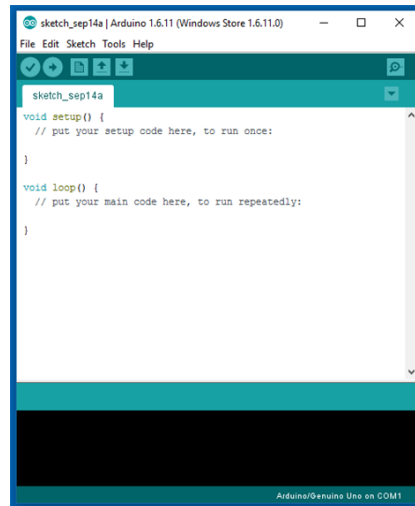 sketch_sep14a | Arduino 1.6.11 (Windows Store 1.6.11.0)
File Edit Sketch Tools Help
sketch_sep14a
void setup() {
  // put your setup code here, to run once:
}
void loop() {
  // put your main code here, to run repeatedly:
}
Arduino/Genuino Uno on COM1